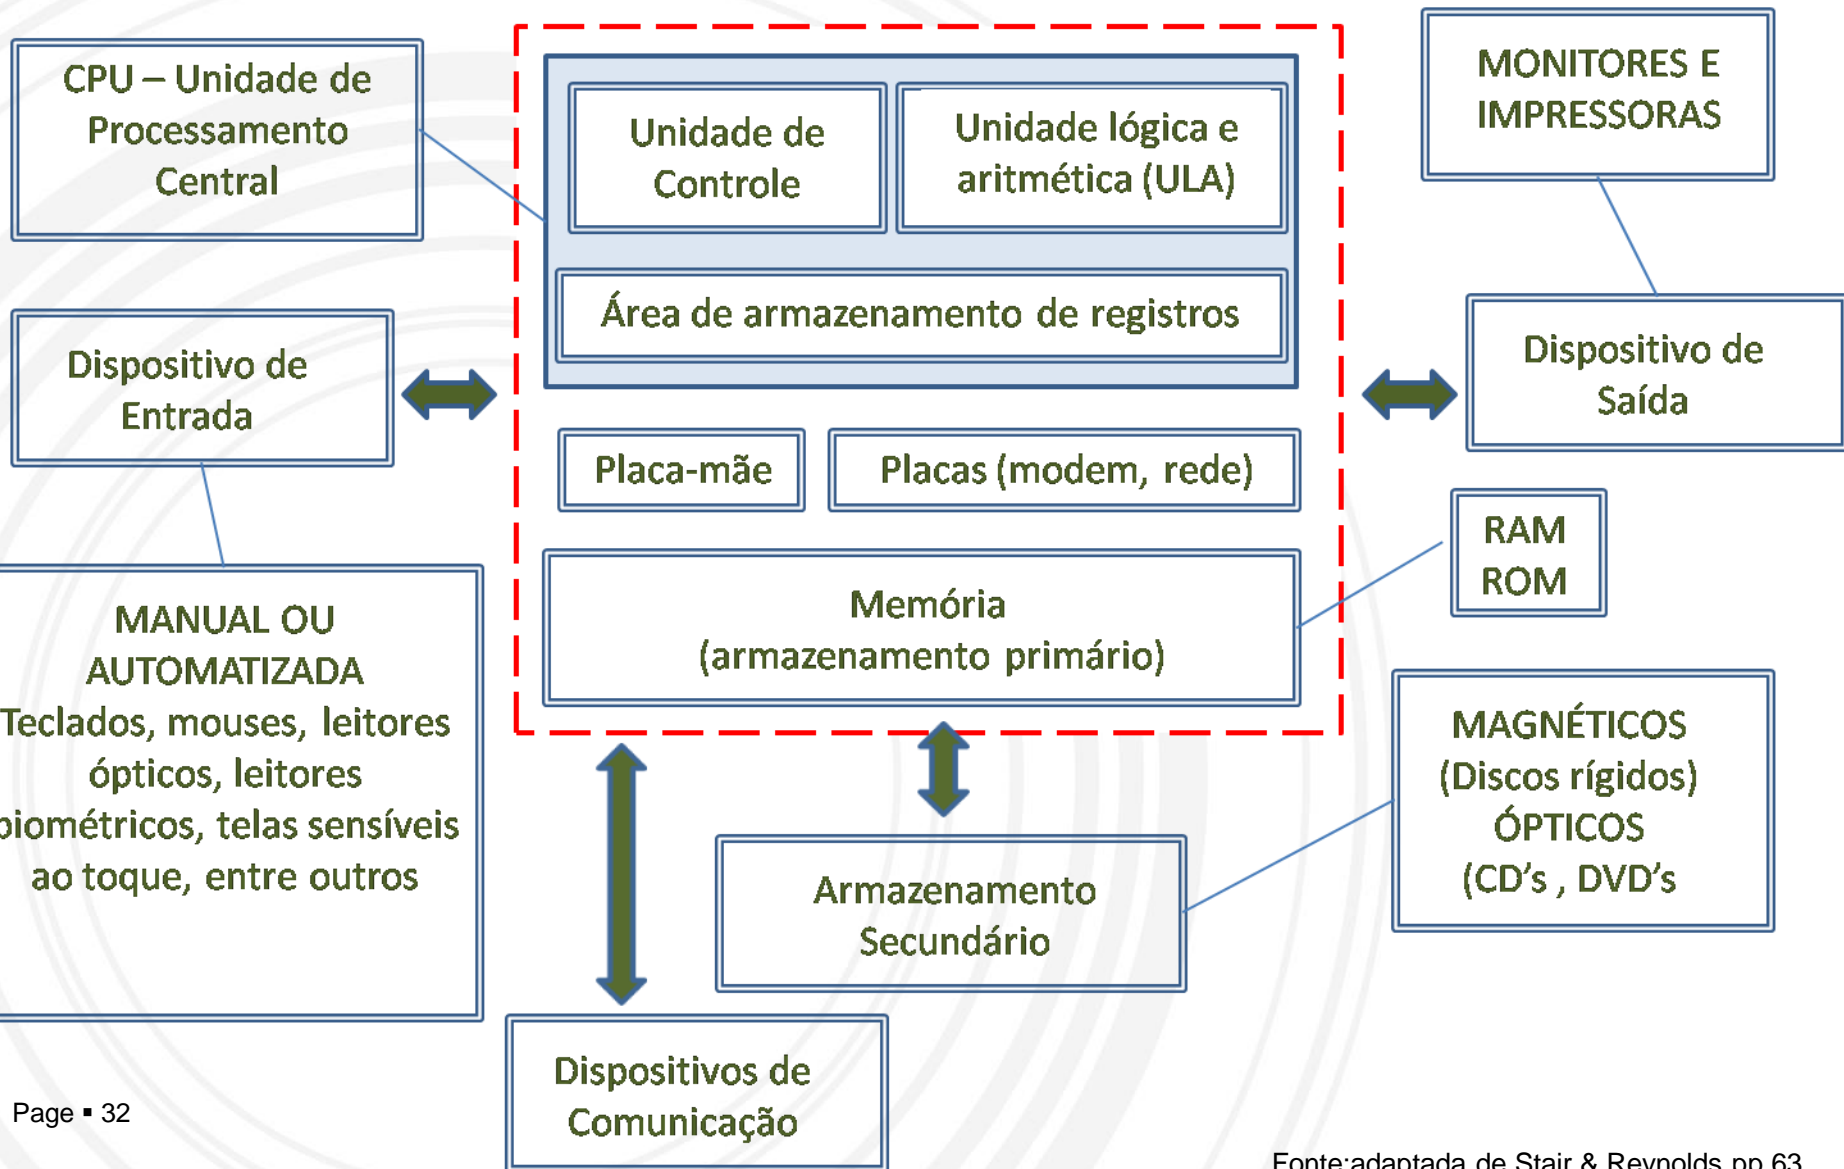 CPU – Unidade de
Processamento
Central
Unidade de
Controle
Unidade lógica e
aritmética (ULA)
Área de armazenamento de registros
MONITORES E
IMPRESSORAS
Dispositivo de
Entrada
Dispositivo de
Saída
Placa-mãe
Placas (modem, rede)
RAM
ROM
Memória
(armazenamento primário)
MANUAL OU
AUTOMATIZADA
Teclados, mouses, leitores
ópticos, leitores
biométricos, telas sensíveis
ao toque, entre outros
MAGNÉTICOS
(Discos rígidos)
ÓPTICOS
(CD’s , DVD’s
Armazenamento
Secundário
Dispositivos de
Comunicação
Page ▪ 32
Fonte:adaptada de Stair & Reynolds pp 63